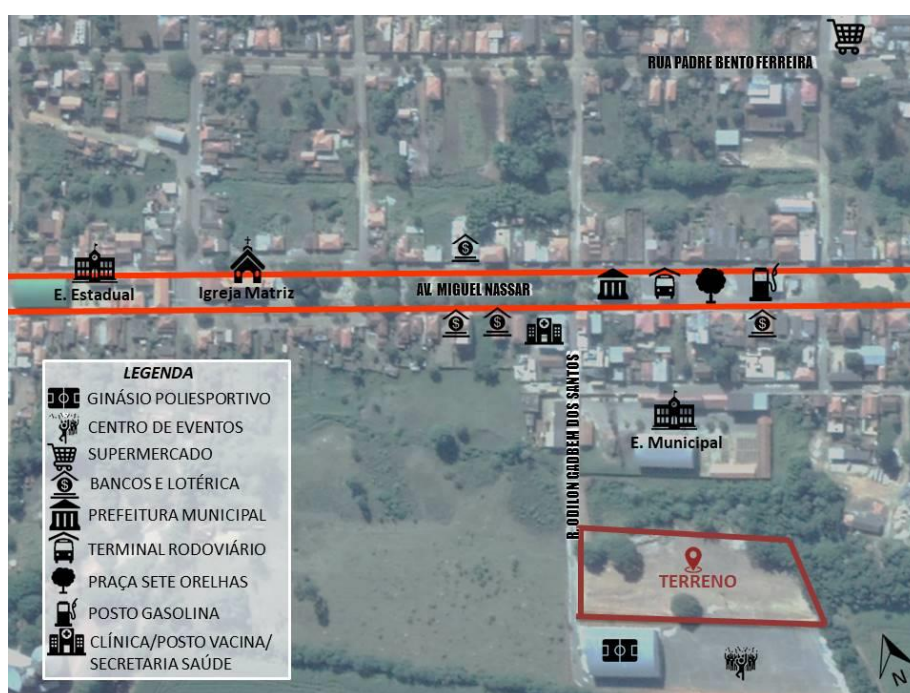 RUA PADRE BENTO FERREIRA
E. Estadual
Igreja Matriz
AV. MIGUEL NASSAR
R. ODILON GADBEM DOS SANTOS
E. Municipal
TERRENO
LEGENDA
GINÁSIO POLIESPORTIVO
CENTRO DE EVENTOS
SUPERMERCADO
BANCOS E LOTÉRICA
PREFEITURA MUNICIPAL
TERMINAL RODOVIÁRIO
PRAÇA SETE ORELHAS
POSTO GASOLINA
CLÍNICA/POSTO VACINA/
SECRETARIA SAÚDE
N